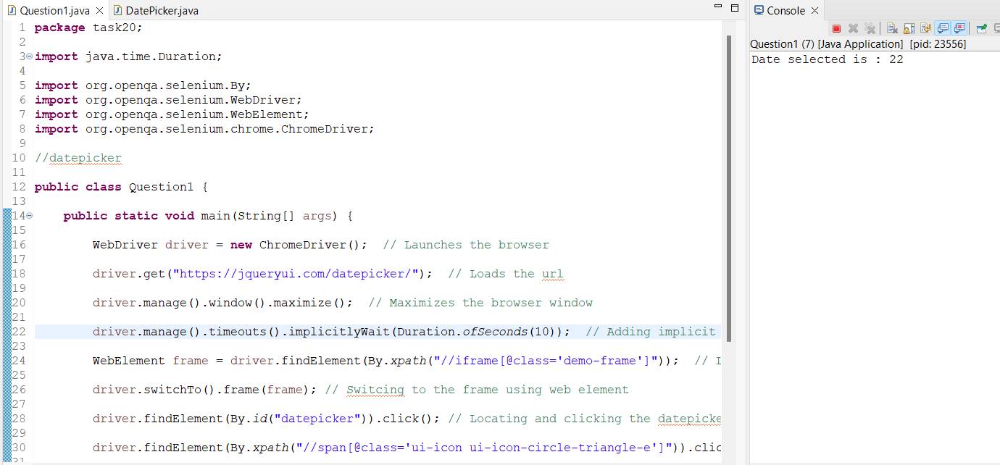 Question1.java
DatePicker.java
1 package task20;
2
3 import java.time.Duration;
4
5 import org.openqa.selenium.By;
6 import org.openqa.selenium.WebDriver;
7 import org.openqa.selenium.WebElement;
8 import org.openqa.selenium.chrome.ChromeDriver;
9
10 //datepicker
11
12 public class Question1 {
13
14 public static void main(String[] args) {
15
16 WebDriver driver = new ChromeDriver();  // Launches the browser
17
18 driver.get("https://jqueryui.com/datepicker/");  // Loads the url
19
20 driver.manage().window().maximize();  // Maximizes the browser window
21
22 driver.manage().timeouts().implicitlyWait(Duration.ofSeconds(10));  // Adding implicit
23
24 WebElement frame = driver.findElement(By.xpath("//iframe[@class='demo-frame']"));  //
25
26 driver.switchTo().frame(frame); // Switcing to the frame using web element
27
28 driver.findElement(By.id("datepicker")).click(); // Locating and clicking the datepicke
29
30 driver.findElement(By.xpath("//span[@class='ui-icon ui-icon-circle-triangle-e']")).clic
31
Console
Question1 (7) [Java Application] [pid: 23556]
Date selected is : 22